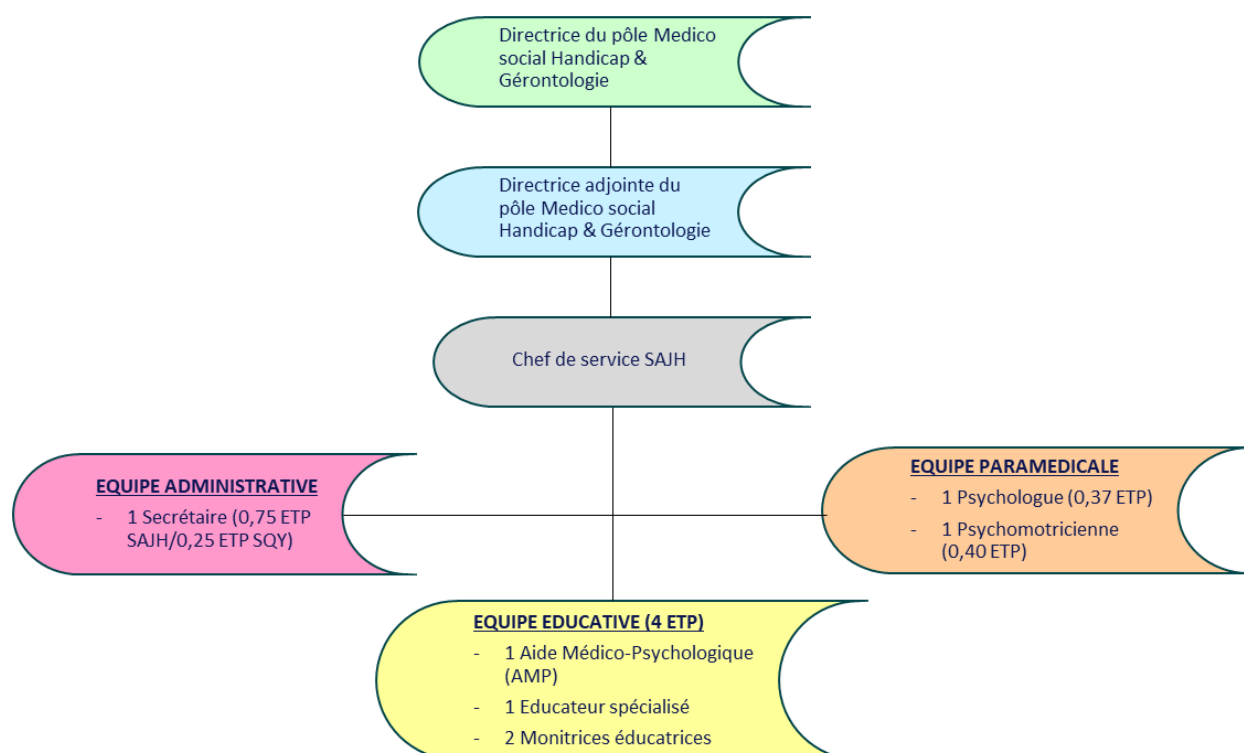 Directrice du pôle Medico
social Handicap &
Gérontologie
Directrice adjointe du
pôle Medico social
Handicap & Gérontologie
Chef de service SAJH
EQUIPE ADMINISTRATIVE
- 1 Secrétaire (0,75 ETP
SAJH/0,25 ETP SQY)
EQUIPE PARAMEDICALE
- 1 Psychologue (0,37 ETP)
- 1 Psychomotricienne
(0,40 ETP)
EQUIPE EDUCATIVE (4 ETP)
- 1 Aide Médico-Psychologique
(AMP)
- 1 Educateur spécialisé
- 2 Monitrices éducatrices